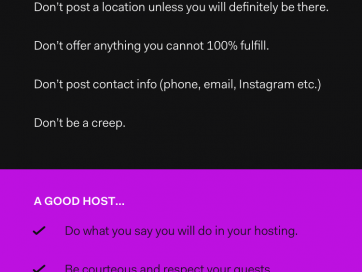 Don't post a location unless you will definitely be there.
Don't offer anything you cannot 100% fulfill.
Don't post contact info (phone, email, Instagram etc.)
Don't be a creep.
A GOOD HOST...
Do what you say you will do in your hosting.
Be courteous and respect your guests